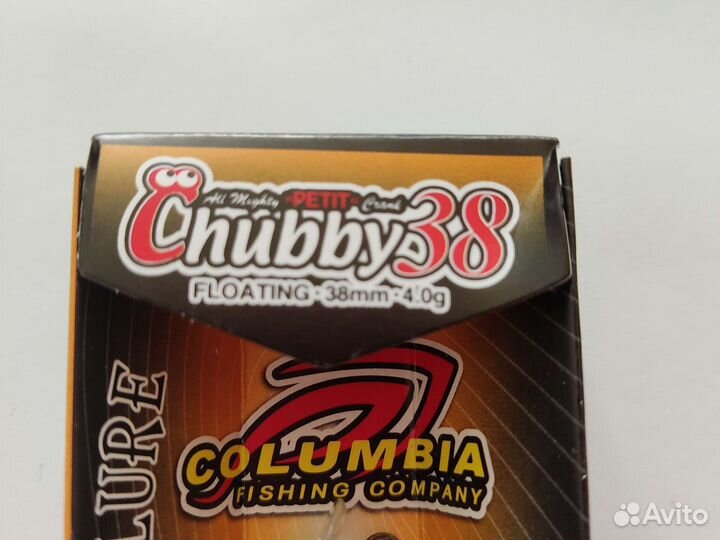 All Mighty PETIT Crank
Chubby38
FLOATING·38mm·4.0g
LURE
COLUMBIA
FISHING COMPANY
Avito